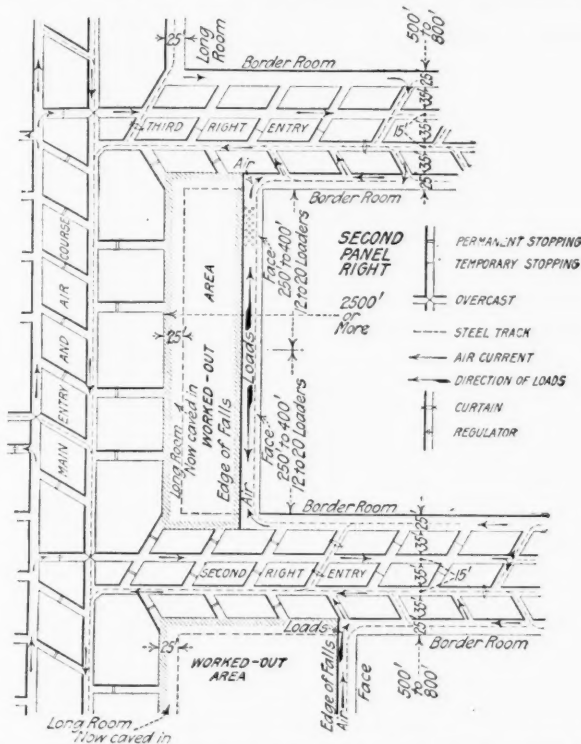 500'
to
800'
25'
Long
Room
Border Room
25'
35'
35'
25'
THIRD RIGHT ENTRY
15'
Air
Border Room
SECOND
PANEL
RIGHT
PERMANENT STOPPING
TEMPORARY STOPPING
OVERCAST
2500'
or
More
STEEL TRACK
AIR CURRENT
DIRECTION OF LOADS
CURTAIN
REGULATOR
MAIN ENTRY AND AIR COURSE
25'
AREA
WORKED-OUT
Long Room
Now caved in
Edge of Falls
Loads
Face
250' to 400'
12 to 20 Loaders
Face
250' to 400'
12 to 20 Loaders
Air
Border Room
25'
35'
35'
25'
SECOND RIGHT ENTRY
15'
Loads
Border Room
25'
WORKED-OUT
AREA
Edge of Falls
Air
Face
500'
to
800'
Long Room
Now caved in